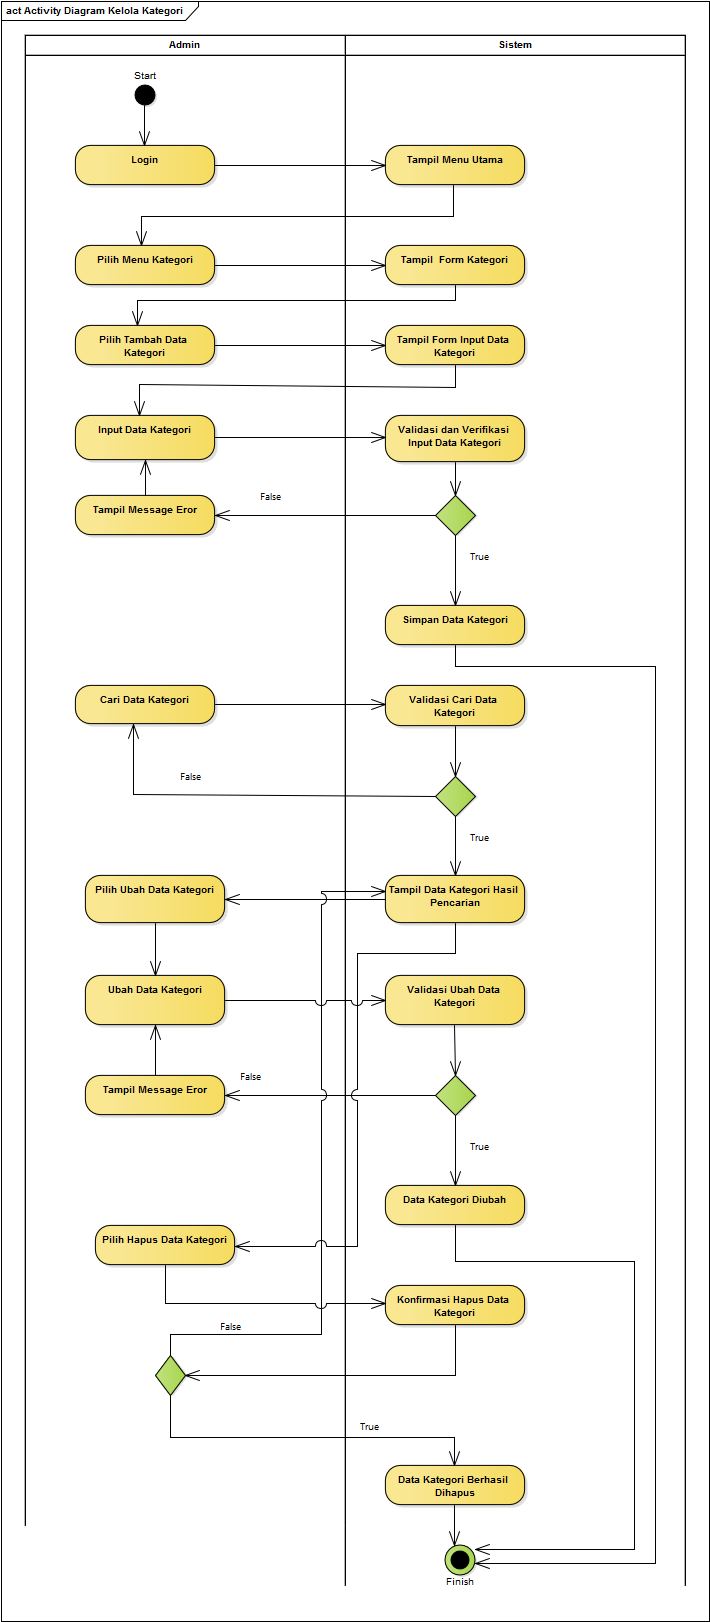 act Activity Diagram Kelola Kategori
Admin
Sistem
Start
Login
Tampil Menu Utama
Pilih Menu Kategori
Tampil  Form Kategori
Pilih Tambah Data
Kategori
Tampil Form Input Data
Kategori
Input Data Kategori
Validasi dan Verifikasi
Input Data Kategori
False
Tampil Message Eror
True
Simpan Data Kategori
Cari Data Kategori
Validasi Cari Data
Kategori
False
True
Pilih Ubah Data Kategori
Tampil Data Kategori Hasil
Pencarian
Ubah Data Kategori
Validasi Ubah Data
Kategori
False
Tampil Message Eror
True
Data Kategori Diubah
Pilih Hapus Data Kategori
Konfirmasi Hapus Data
Kategori
False
True
Data Kategori Berhasil
Dihapus
Finish